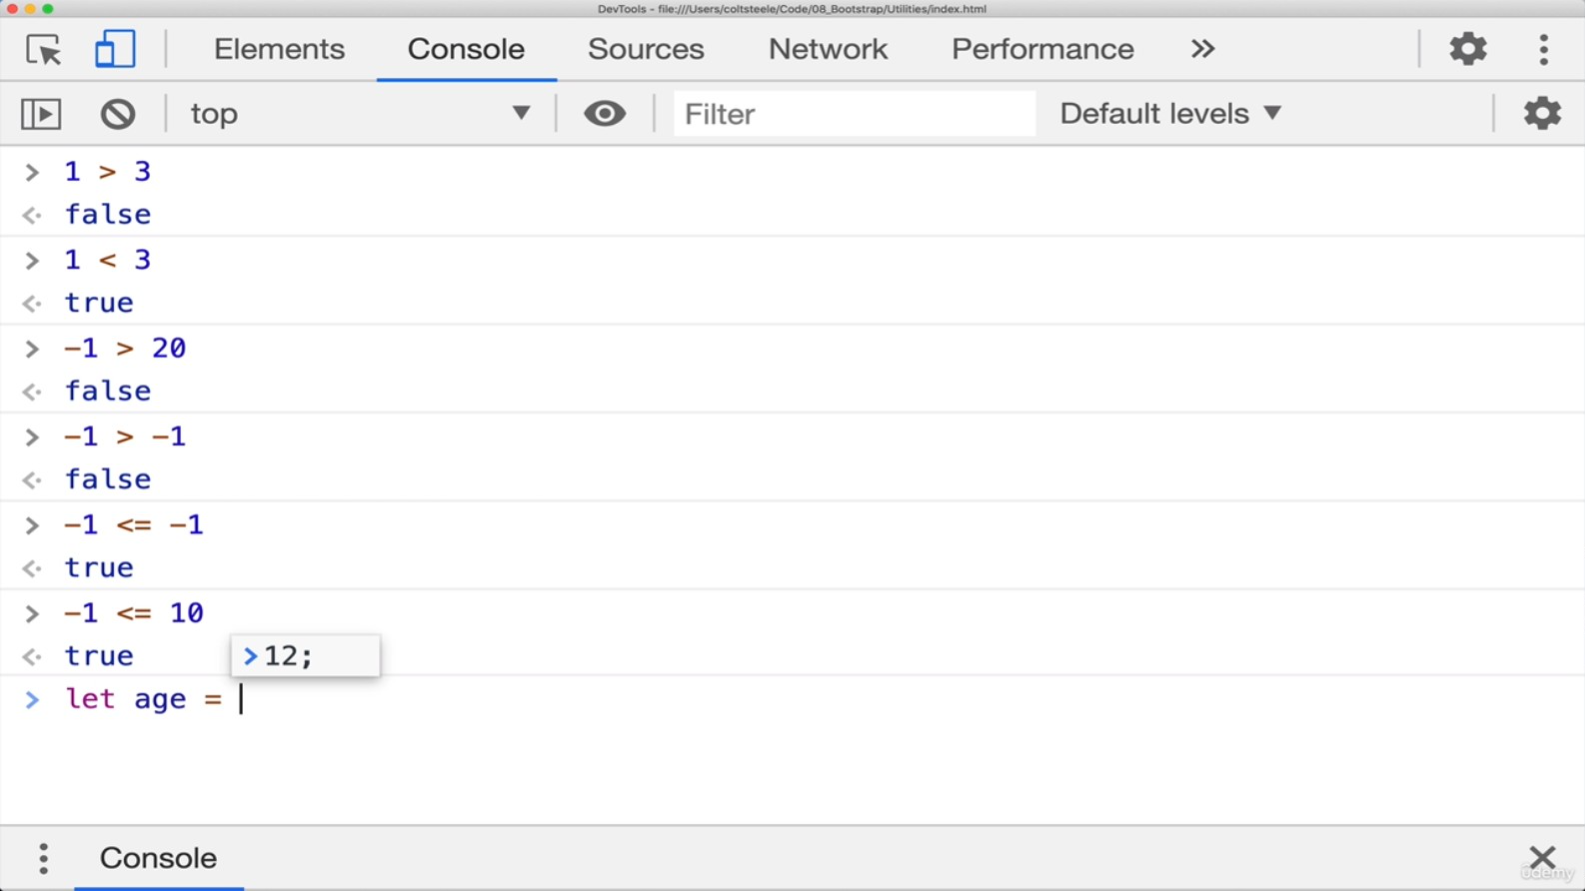 DevTools - file:///Users/coltsteele/Code/08_Bootstrap/Utilities/index.html
Elements Console Sources Network Performance »
top ▼ Filter Default levels ▼
> 1 > 3
<· false
> 1 < 3
<· true
> -1 > 20
<· false
> -1 > -1
<· false
> -1 <= -1
<· true
> -1 <= 10
<· true
> 12;
> let age =
Console
udemy